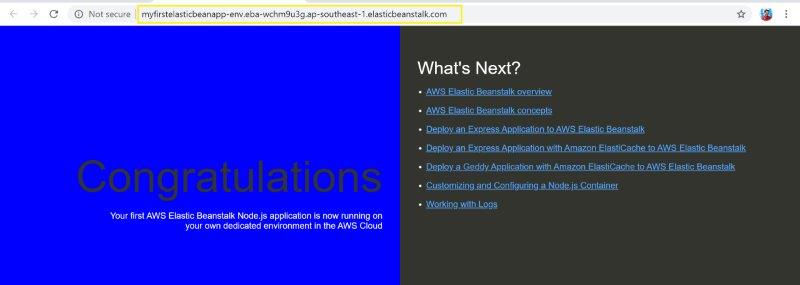 Not secure
myfirstelasticbeanapp-env.eba-wchm9u3g.ap-southeast-1.elasticbeanstalk.com
Congratulations
Your first AWS Elastic Beanstalk Node.js application is now running on
your own dedicated environment in the AWS Cloud
What's Next?
AWS Elastic Beanstalk overview
AWS Elastic Beanstalk concepts
Deploy an Express Application to AWS Elastic Beanstalk
Deploy an Express Application with Amazon ElastiCache to AWS Elastic Beanstalk
Deploy a Geddy Application with Amazon ElastiCache to AWS Elastic Beanstalk
Customizing and Configuring a Node.js Container
Working with Logs